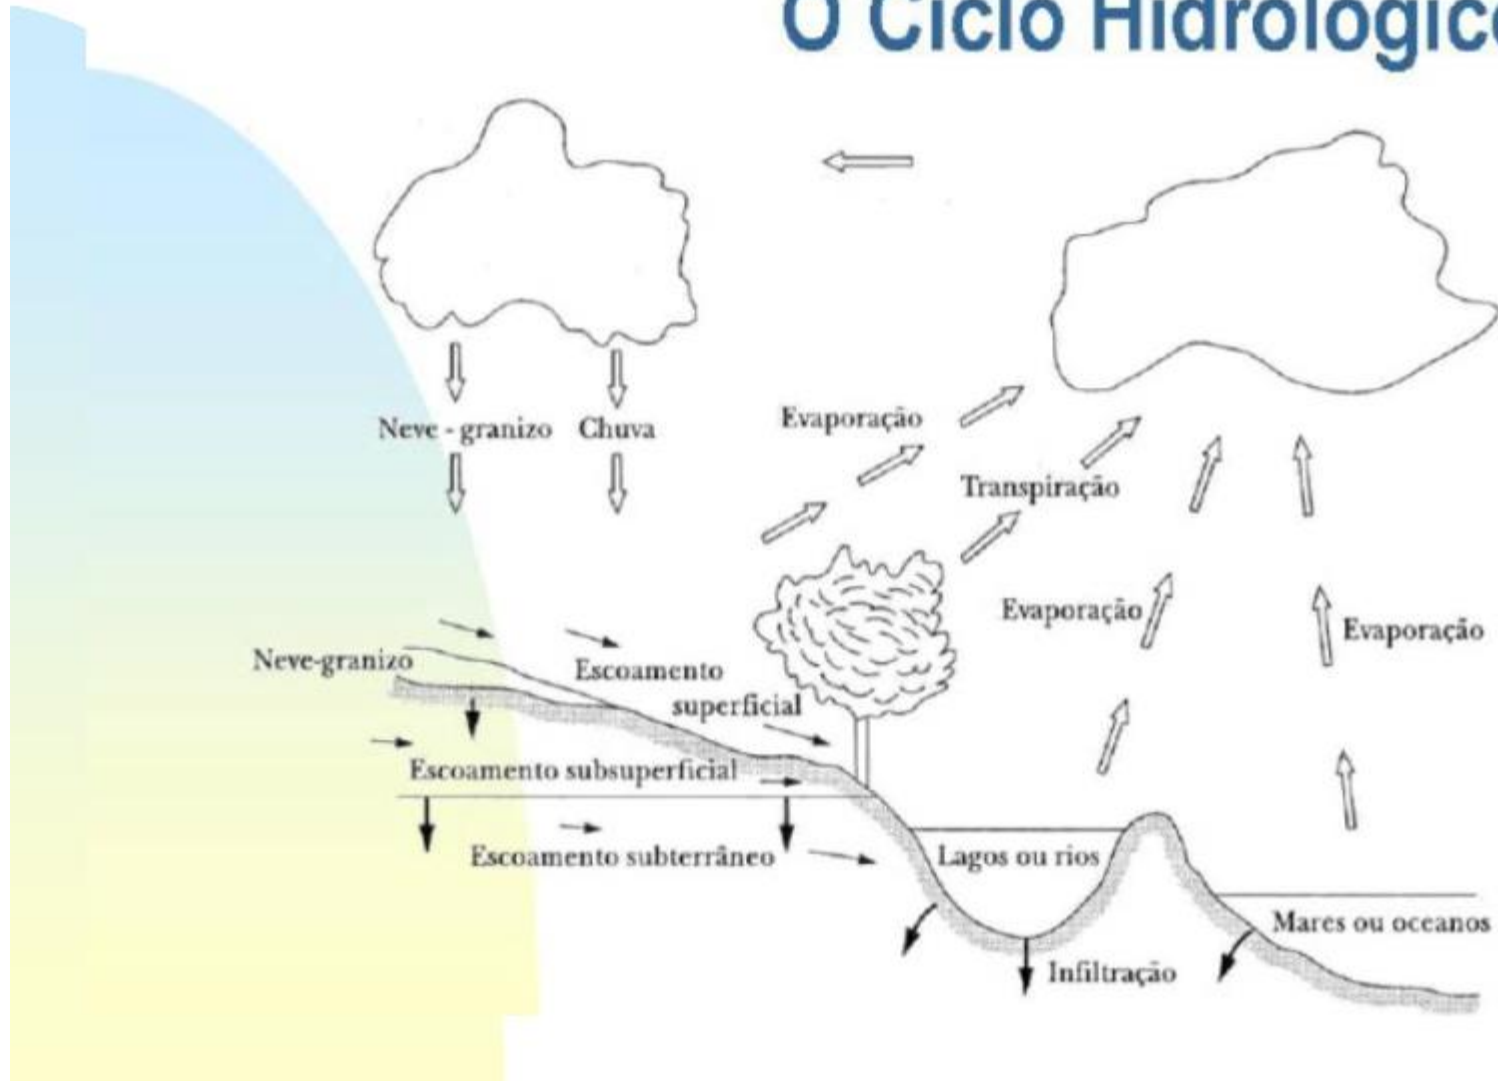 O Ciclo Hidrológico
Neve - granizo Chuva
Evaporação
Transpiração
Evaporação
Evaporação
Neve-granizo
Escoamento
superficial
Escoamento subsuperficial
Escoamento subterrâneo
Lagos ou rios
Mares ou oceanos
Infiltração